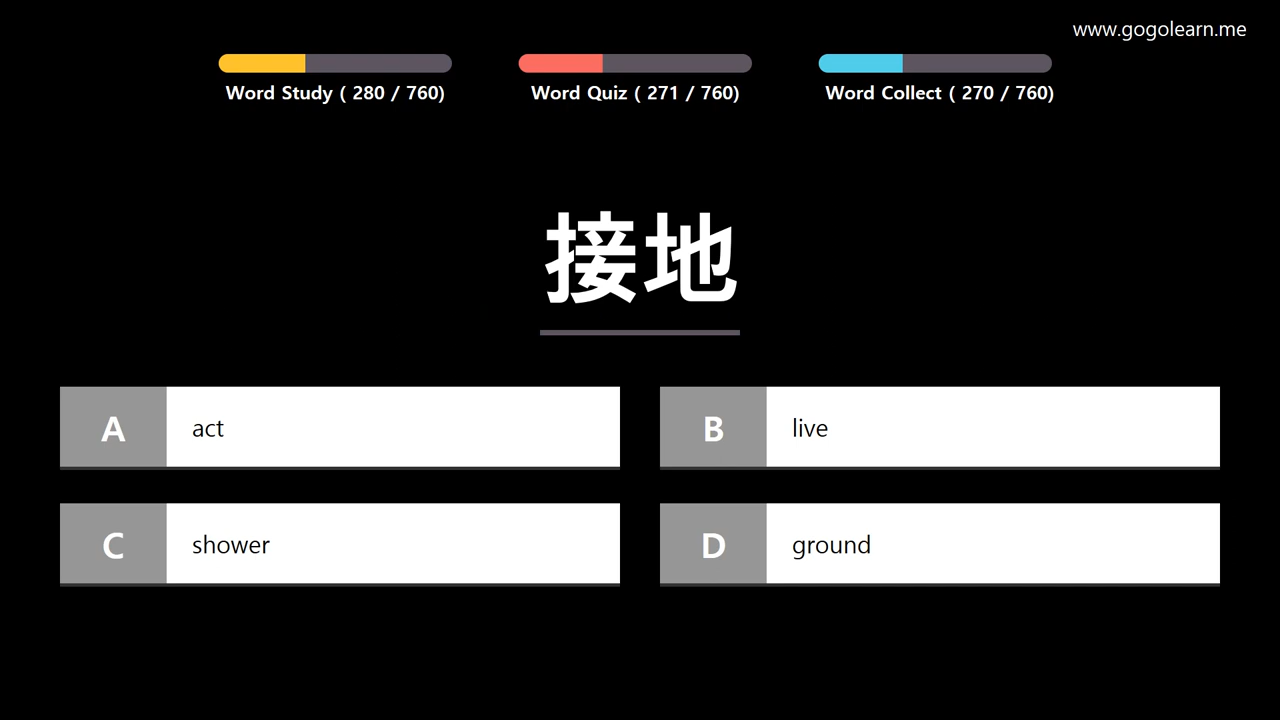 www.gogolearn.me
Word Study ( 280 / 760)
Word Quiz ( 271 / 760)
Word Collect ( 270 / 760)
接地
A act
B live
C shower
D ground